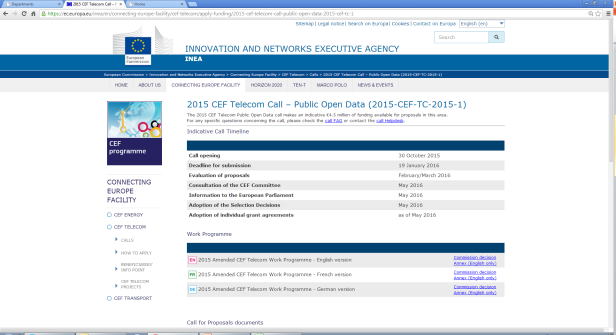 Departments
2015 CEF Telecom Call - Public Open Data
Home
https://ec.europa.eu/inea/en/connecting-europe-facility/cef-telecom/apply-funding/2015-cef-telecom-call-public-open-data-2015-cef-tc-1
Sitemap | Legal notice | Search on Europa | Cookies | Contact on Europa English (en)
Search
European
Commission
INNOVATION AND NETWORKS EXECUTIVE AGENCY
INEA
European Commission > Innovation and Networks Executive Agency > Connecting Europe Facility > CEF Telecom > Calls > 2015 CEF Telecom Call - Public Open Data (2015-CEF-TC-2015-1)
HOME ABOUT US CONNECTING EUROPE FACILITY HORIZON 2020 TEN-T MARCO POLO NEWS & EVENTS
CEF
programme
CONNECTING
EUROPE
FACILITY
CEF ENERGY
CEF TELECOM
CALLS
HOW TO APPLY
BENEFICIARIES'
INFO POINT
CEF TELECOM
PROJECTS
CEF TRANSPORT
2015 CEF Telecom Call – Public Open Data (2015-CEF-TC-2015-1)
The 2015 CEF Telecom Public Open Data call makes an indicative €4.5 million of funding available for proposals in this area.
For any specific questions concerning the call, please check the call FAQ or contact the call Helpdesk.
Indicative Call Timeline
Call opening 30 October 2015
Deadline for submission 19 January 2016
Evaluation of proposals February/March 2016
Consultation of the CEF Committee May 2016
Information to the European Parliament May 2016
Adoption of the Selection Decisions May 2016
Adoption of individual grant agreements as of May 2016
Work Programme
EN 2015 Amended CEF Telecom Work Programme - English version Commission decision
Annex (English only)
FR 2015 Amended CEF Telecom Work Programme - French version Commission decision
Annex (English only)
DE 2015 Amended CEF Telecom Work Programme - German version Commission decision
Annex (English only)
Call for Proposals documents